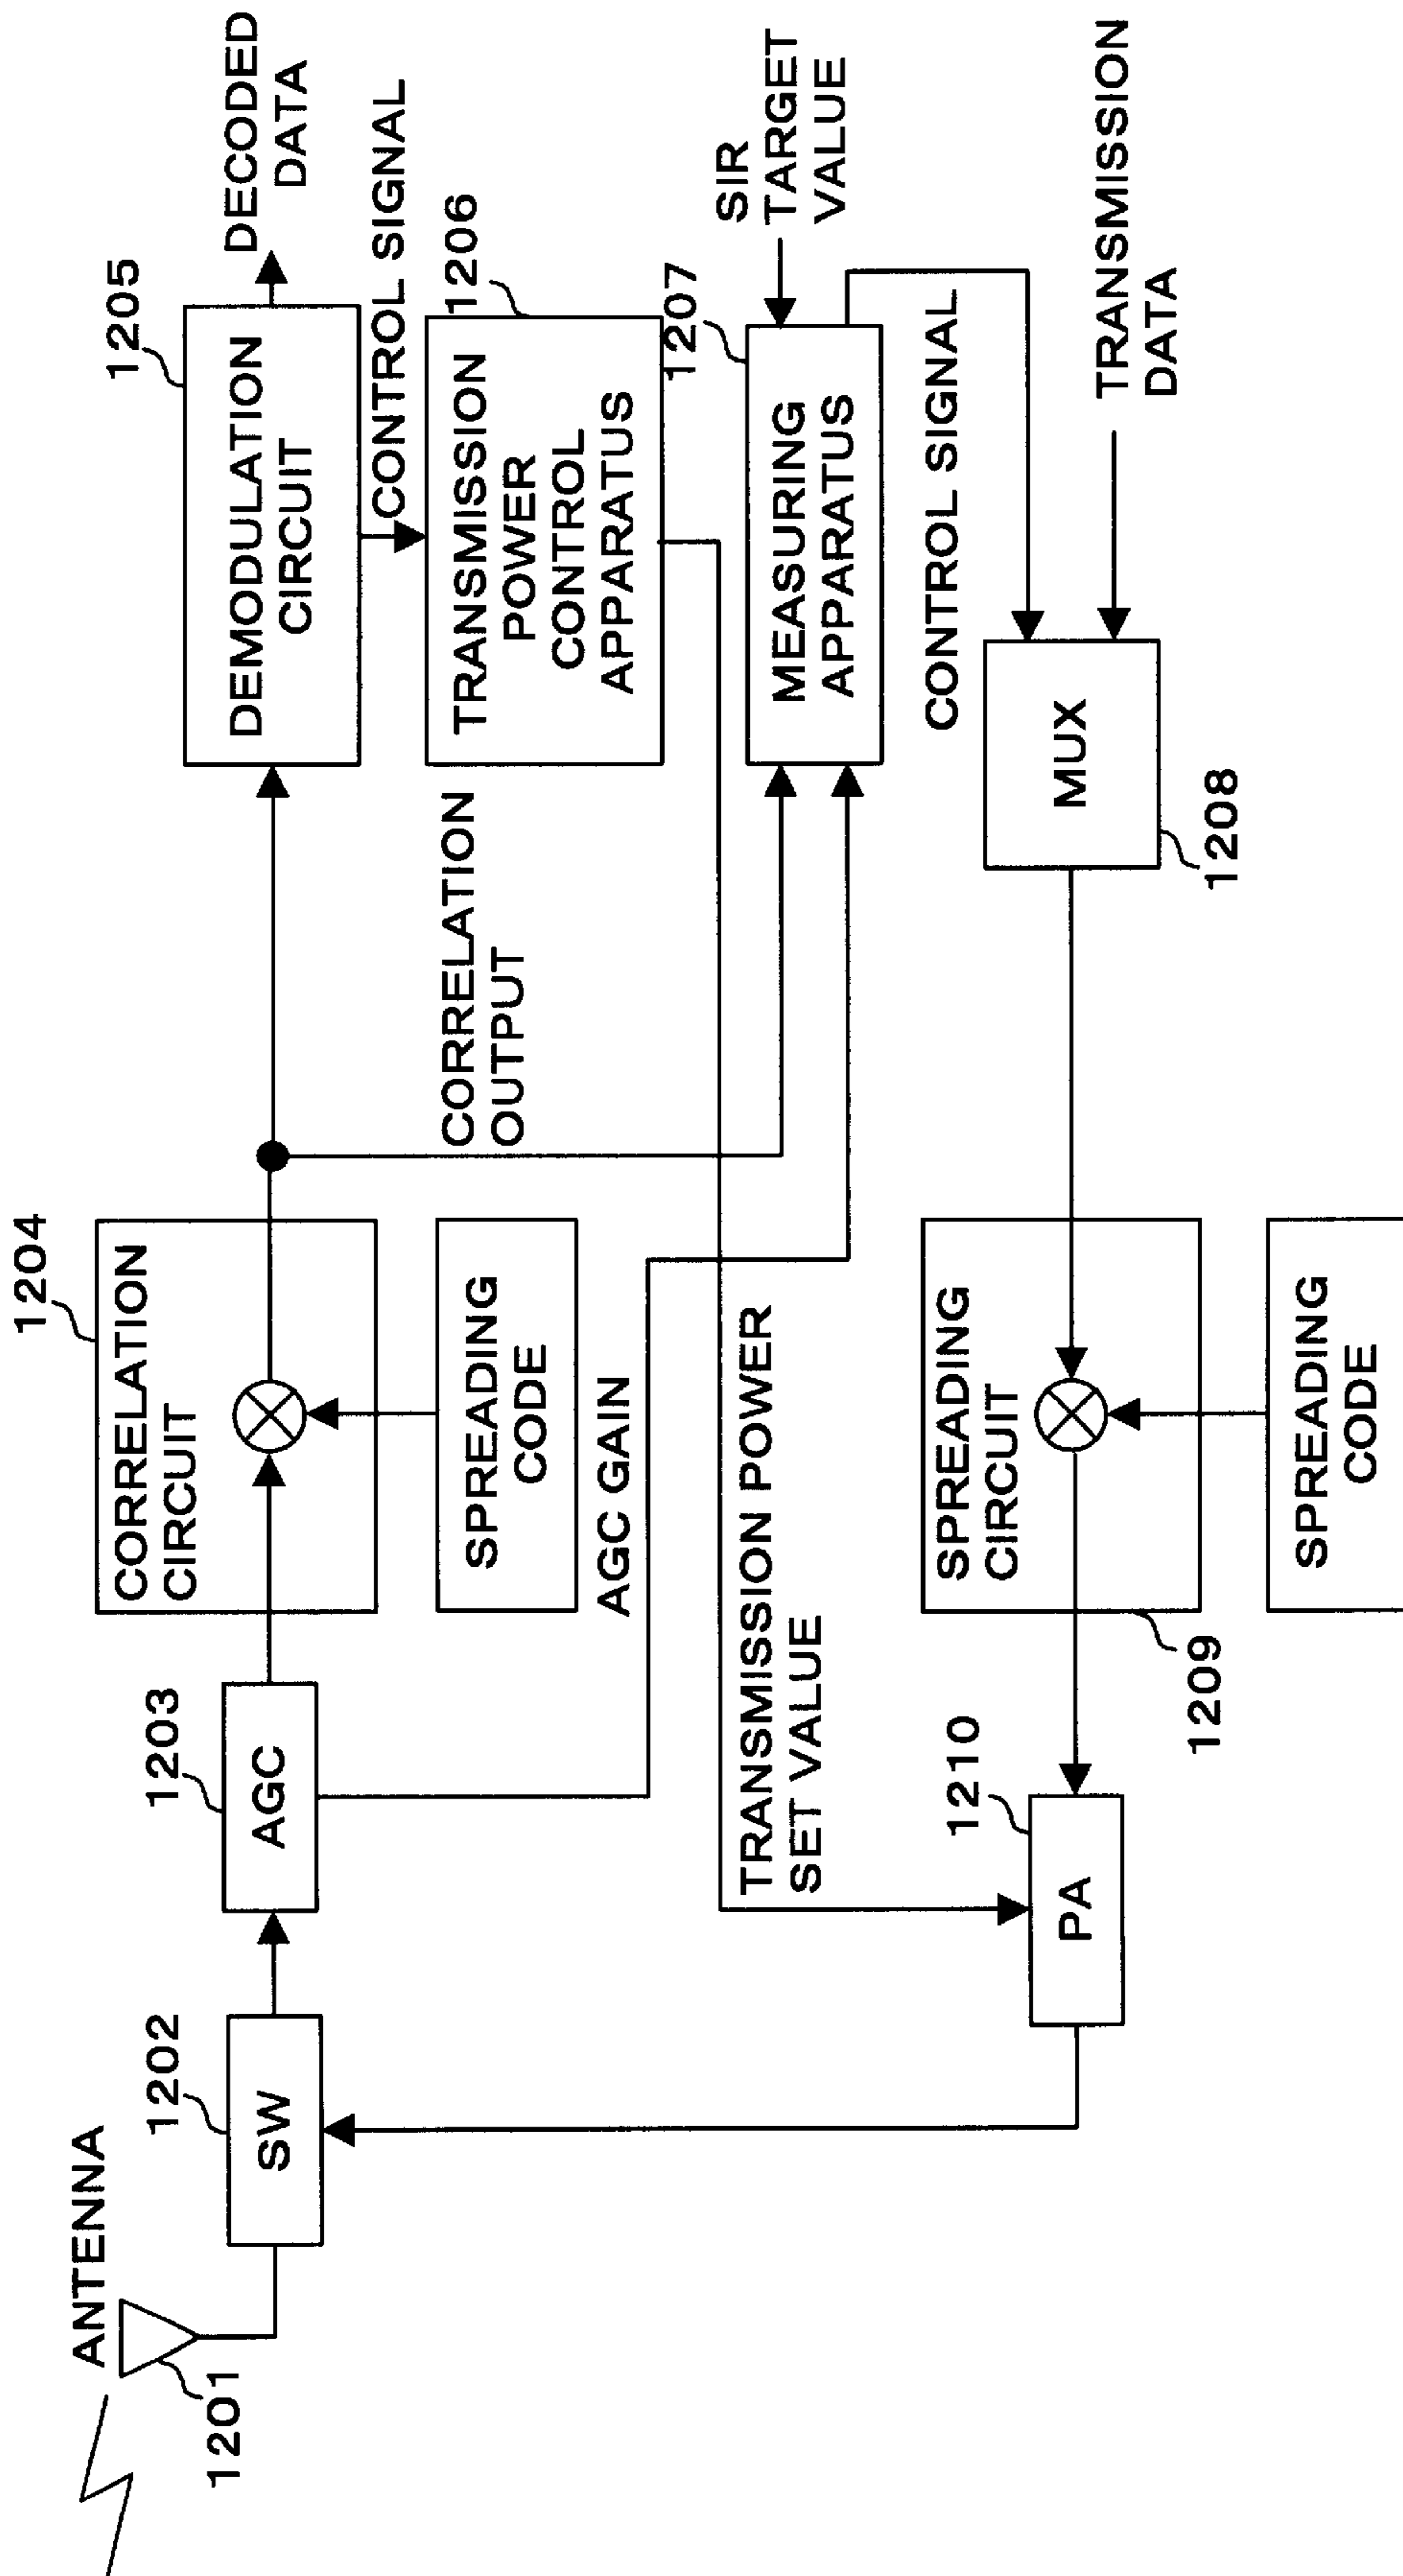 ANTENNA
1201
1202
SW
1203
AGC
1204
CORRELATION
CIRCUIT
SPREADING
CODE
AGC GAIN
CORRELATION
OUTPUT
1205
DEMODULATION
CIRCUIT
DECODED
DATA
CONTROL SIGNAL
1206
TRANSMISSION
POWER
CONTROL
APPARATUS
1207
MEASURING
APPARATUS
SIR
TARGET
VALUE
TRANSMISSION POWER
SET VALUE
CONTROL SIGNAL
TRANSMISSION
DATA
MUX
1208
SPREADING
CIRCUIT
1209
SPREADING
CODE
1210
PA